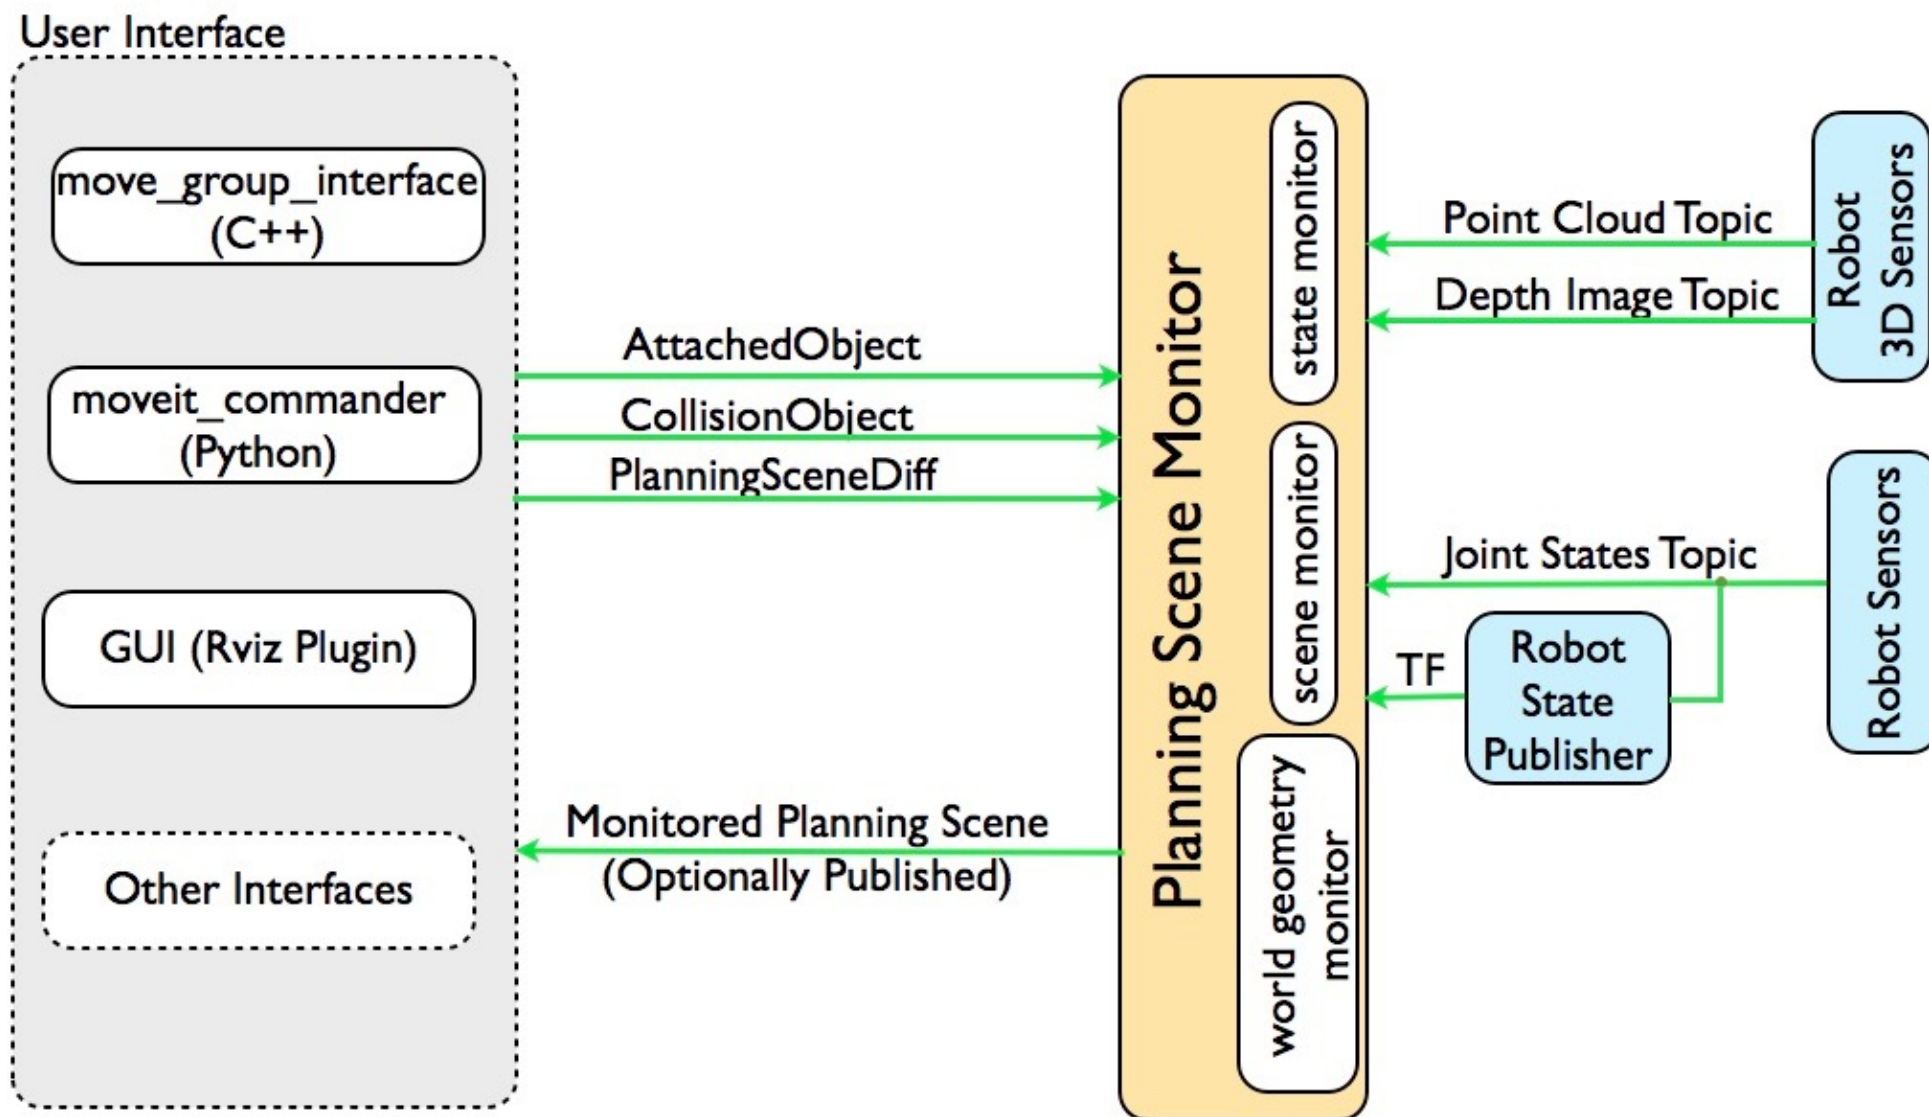 User Interface
move_group_interface
(C++)
moveit_commander
(Python)
GUI (Rviz Plugin)
Other Interfaces
AttachedObject
CollisionObject
PlanningSceneDiff
Monitored Planning Scene
(Optionally Published)
Planning Scene Monitor
state monitor
scene monitor
world geometry
monitor
Point Cloud Topic
Depth Image Topic
Joint States Topic
TF
Robot
State
Publisher
Robot
3D Sensors
Robot Sensors